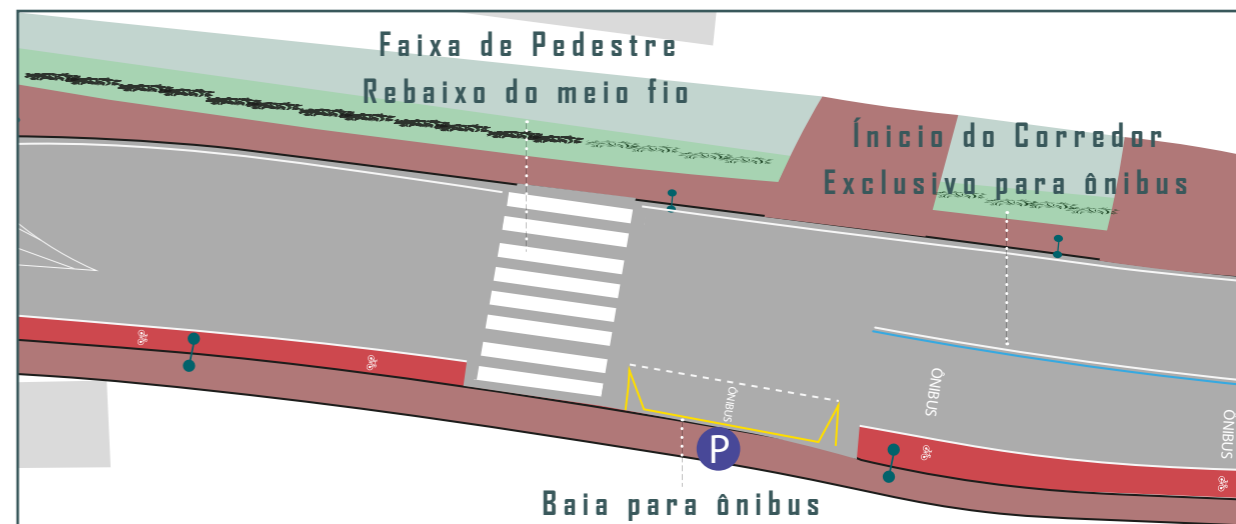 Faixa de Pedestre
Rebaixo do meio fio
Ínicio do Corredor
Exclusivo para ônibus
ÔNIBUS
ÔNIBUS
ÔNIBUS
P
Baia para ônibus